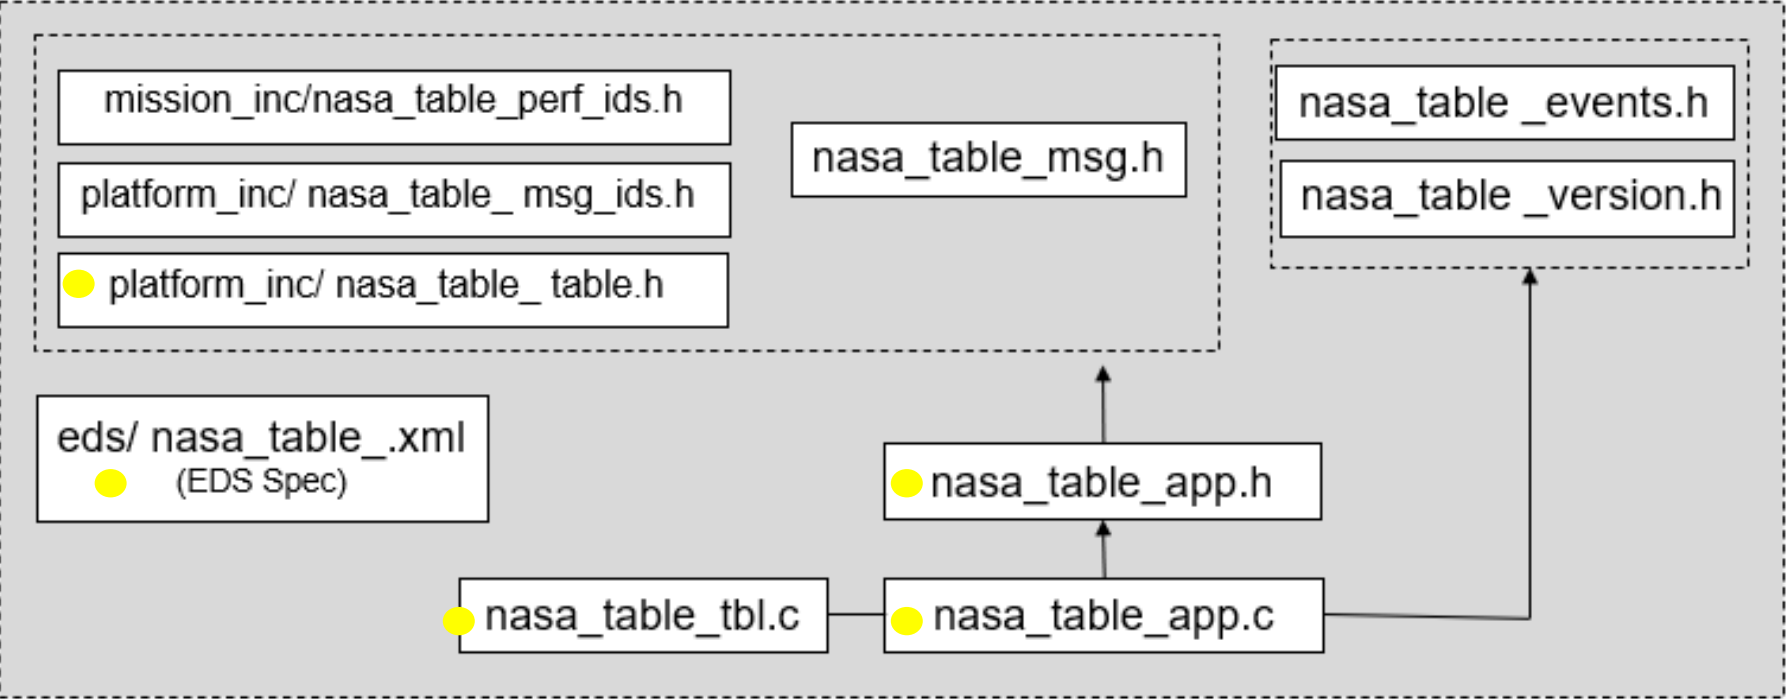 mission_inc/nasa_table_perf_ids.h
platform_inc/ nasa_table_ msg_ids.h
platform_inc/ nasa_table_ table.h
nasa_table_msg.h
nasa_table _events.h
nasa_table _version.h
eds/ nasa_table_.xml
(EDS Spec)
nasa_table_app.h
nasa_table_tbl.c
nasa_table_app.c